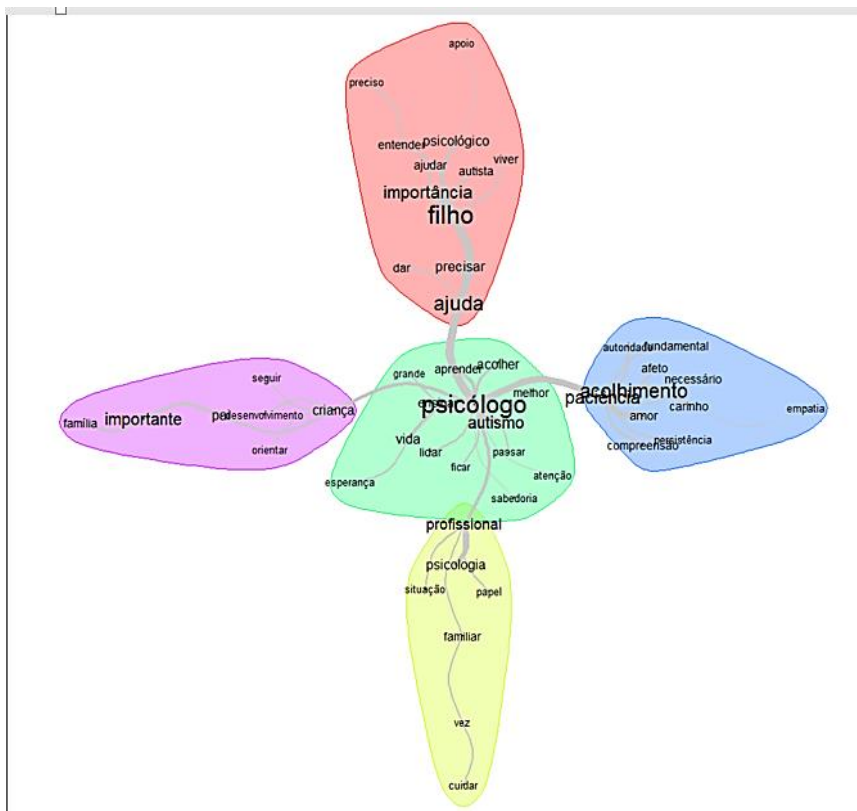 apoio
preciso
entender
psicológico
ajudar
viver
autista
importância
filho
dar
precisar
ajuda
seguir
família
importante
desenvolvimento
criança
orientar
grande
aprender
acolher
psicólogo
melhor
autismo
vida
lidar
passar
ficar
atenção
esperança
sabedoria
autoridade
fundamental
afeto
necessário
acolhimento
paciência
carinho
empatia
amor
compreensão
persistência
profissional
psicologia
situação
papel
familiar
vez
cuidar